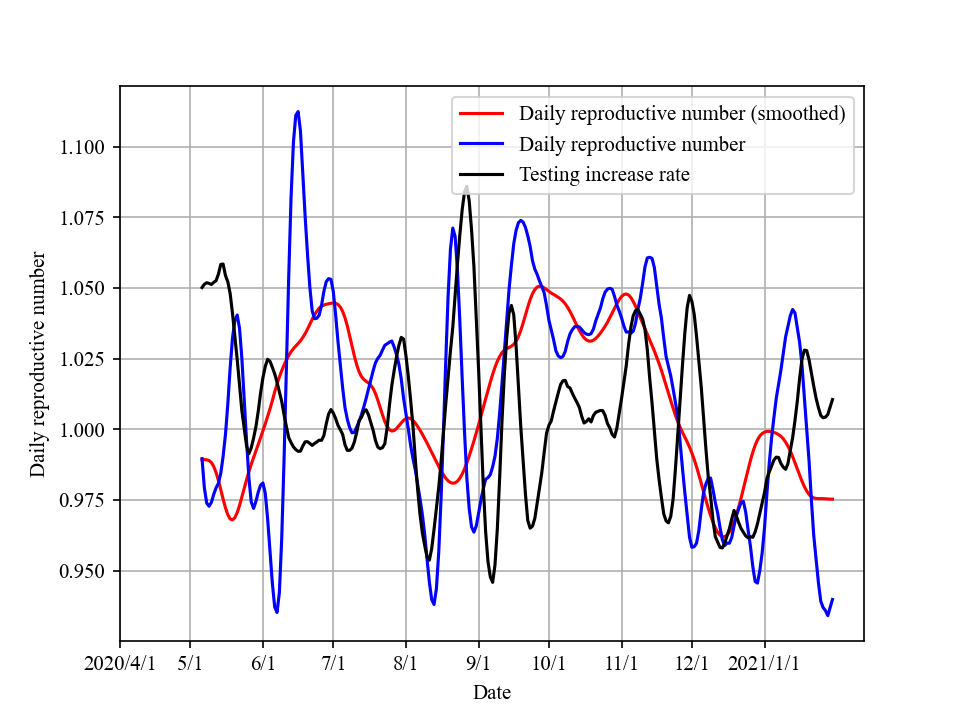 Daily reproductive number (smoothed)
Daily reproductive number
Testing increase rate
Daily reproductive number
1.100
1.075
1.050
1.025
1.000
0.975
0.950
2020/4/1 5/1 6/1 7/1 8/1 9/1 10/1 11/1 12/1 2021/1/1
Date